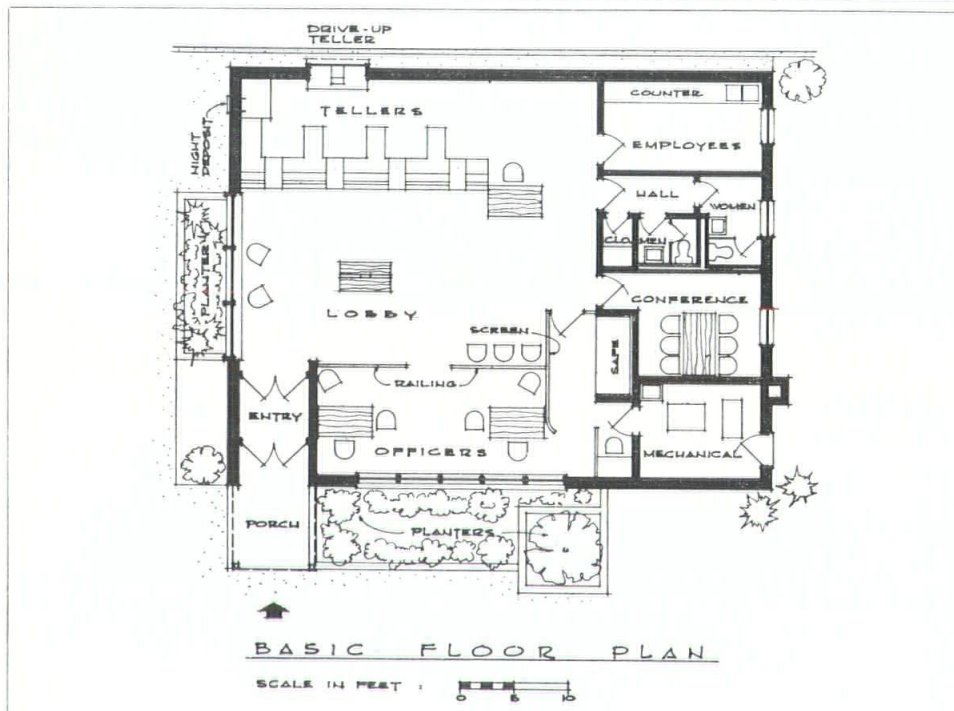 DRIVE-UP
TELLER
TELLERS
COUNTER
NIGHT
DEPOSIT
EMPLOYEES
HALL
WOMEN
CLO
MEN
PLANTER
CONFERENCE
LOBBY
SCREEN
SAFE
RAILING
ENTRY
OFFICERS
MECHANICAL
PORCH
PLANTERS
BASIC FLOOR PLAN
SCALE IN FEET :
0 5 10